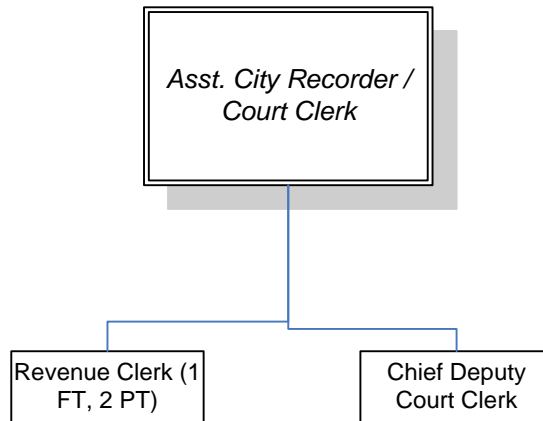 Asst. City Recorder /
Court Clerk
Revenue Clerk (1
FT, 2 PT)
Chief Deputy
Court Clerk